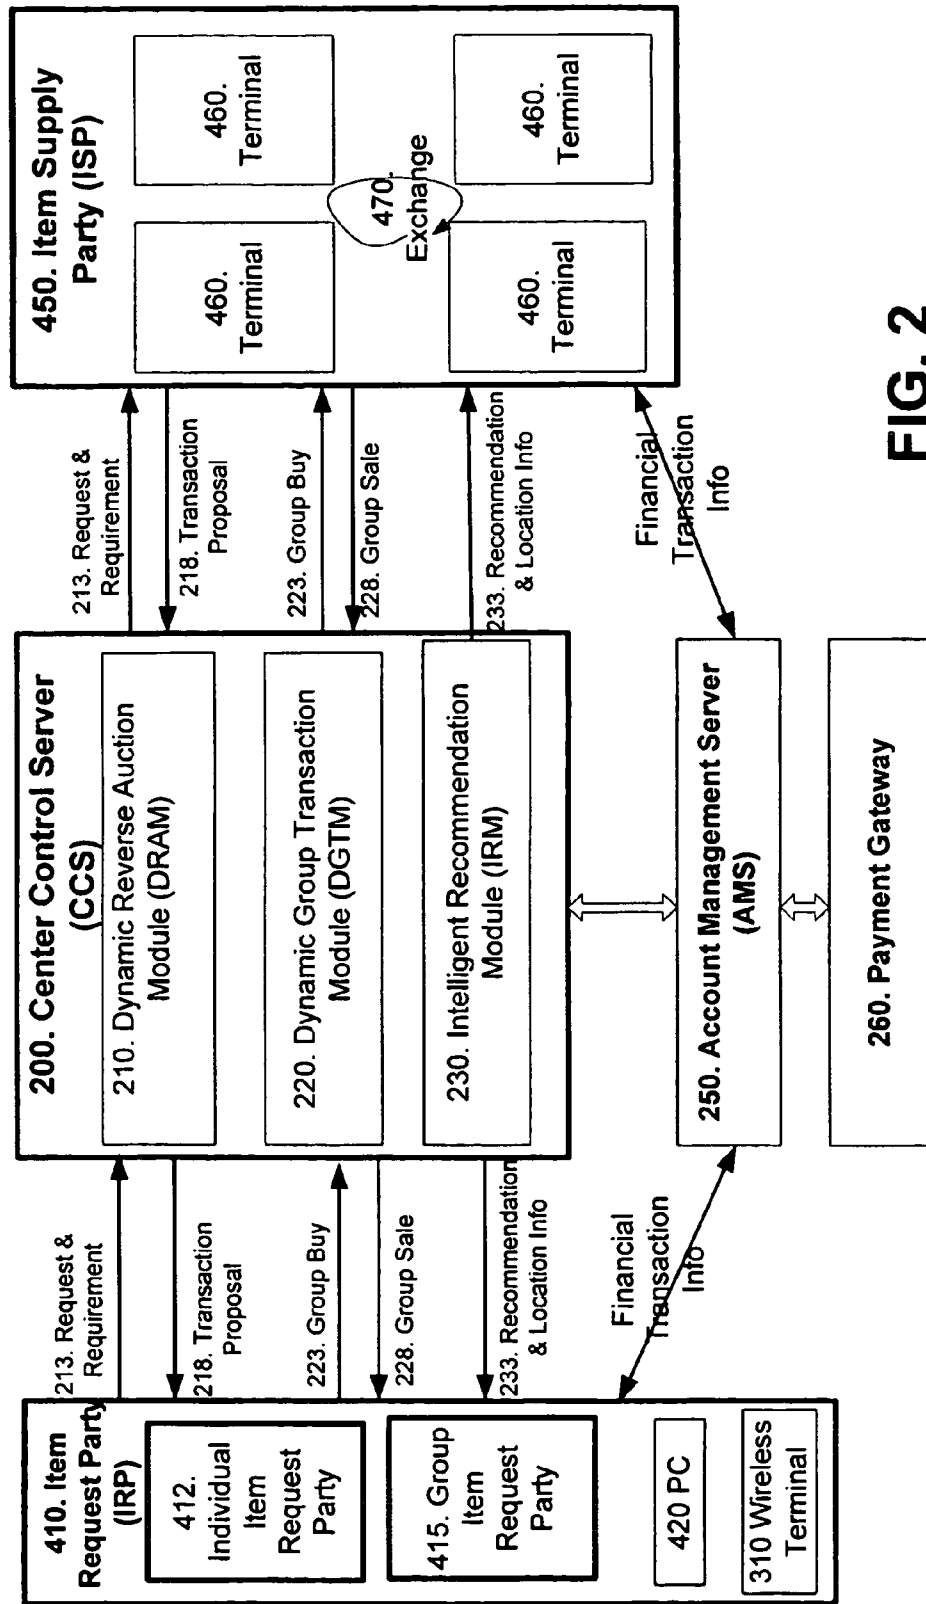 410. Item
Request Party
(IRP)
412.
Individual
Item
Request
Party
415. Group
Item
Request
Party
420 PC
310 Wireless
Terminal
213. Request &
Requirement
218. Transaction
Proposal
223. Group Buy
228. Group Sale
233. Recommendation
& Location Info
Financial
Transaction
Info
200. Center Control Server
(CCS)
210. Dynamic Reverse Auction
Module (DRAM)
220. Dynamic Group Transaction
Module (DGTM)
230. Intelligent Recommendation
Module (IRM)
250. Account Management Server
(AMS)
260. Payment Gateway
213. Request &
Requirement
218. Transaction
Proposal
223. Group Buy
228. Group Sale
233. Recommendation
& Location Info
Financial
Transaction
Info
450. Item Supply
Party (ISP)
460.
Terminal
460.
Terminal
470.
Exchange
460.
Terminal
460.
Terminal
FIG. 2